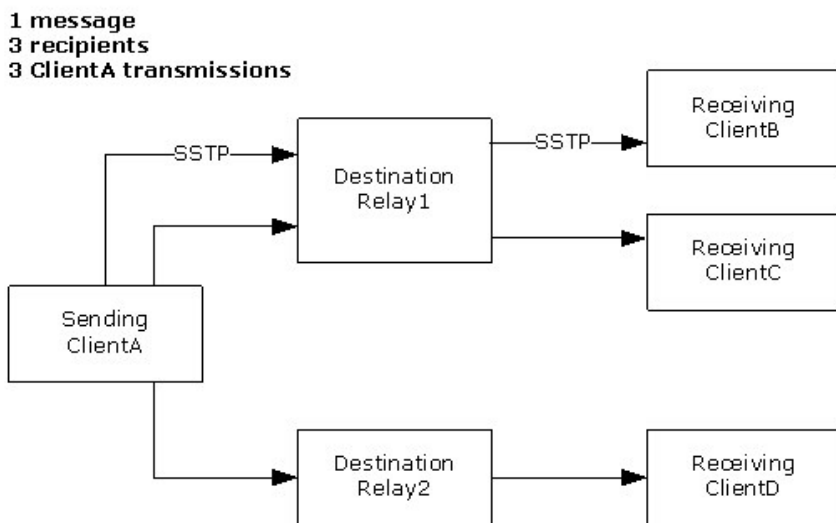 1 message
3 recipients
3 ClientA transmissions
SSTP
SSTP
Destination
Relay1
Receiving
ClientB
Receiving
ClientC
Sending
ClientA
Destination
Relay2
Receiving
ClientD